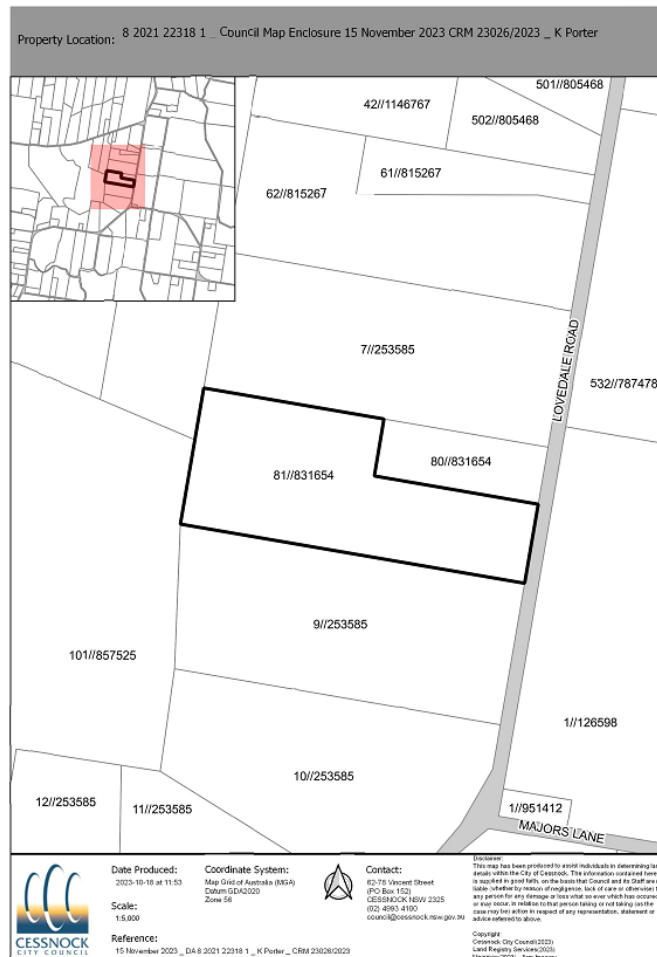 Property Location: 8 2021 22318 1 _ Council Map Enclosure 15 November 2023 CRM 23026/2023 _ K Porter
501//805468
42//1146767
502//805468
61//815267
62//815267
7//253585
LOVEDALE ROAD
532//787478
80//831654
81//831654
9//253585
101//857525
1//126598
10//253585
12//253585
11//253585
1//951412
MAJORS LANE
CESSNOCK
CITY COUNCIL
Date Produced:
2023-10-18 at 11:53
Scale:
1:5,000
Reference:
15 November 2023 _ DA 8 2021 22318 1 _ K Porter _ CRM 23026/2023
Coordinate System:
Map Grid of Australia (MGA)
Datum GDA2020
Zone 56
Contact:
62-78 Vincent Street
(PO Box 152)
CESSNOCK NSW 2325
(02) 4993 4100
council@cessnock.nsw.gov.au
Disclaimer:
This map has been produced to assist individuals in determining
details within the City of Cessnock. The information contained
is supplied in good faith, on the basis that Council and its Staff are
liable (whether by reason of negligence, lack of care or otherwise)
any person for any damage or loss what so ever which has occured
or may occur, in relation to that person taking or not taking (as the
case may be) action in respect of any representation, statement or
advice referred to above.
Copyright
Cessnock City Council(2023)
Land Registry Services(2023)